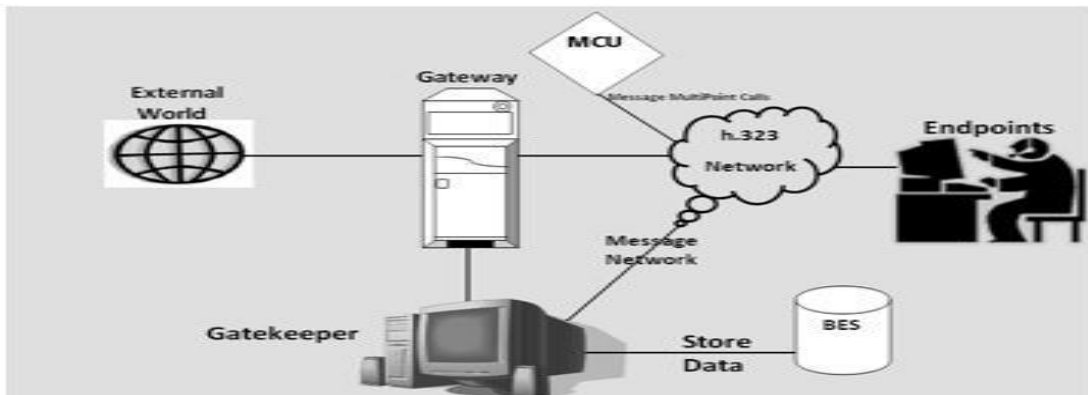 MCU
Gateway
External
World
Message MultiPoint Calls
h.323
Network
Endpoints
Message
Network
Gatekeeper
BES
Store
Data